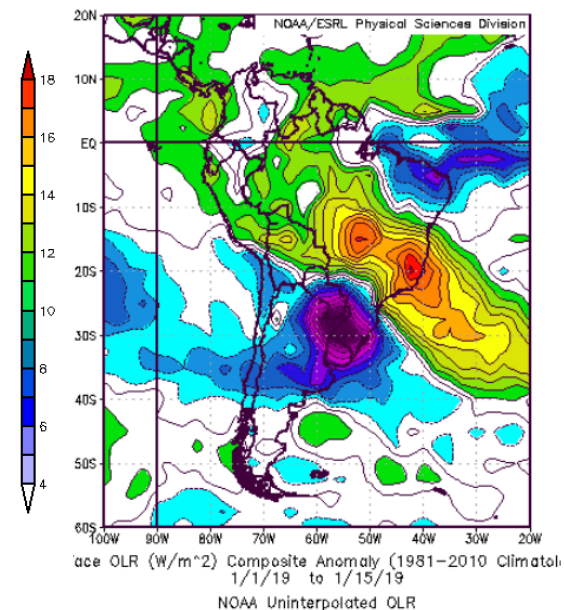 NOAA/ESRL Physical Sciences Division
18
16
14
12
10
8
6
4
20N
10N
EQ
10S
20S
30S
40S
50S
60S
100W
90W
80W
70W
60W
50W
40W
30W
20W
ace OLR (W/m^2) Composite Anomaly (1981-2010 Climatolo
1/1/19 to 1/15/19
NOAA Uninterpolated OLR